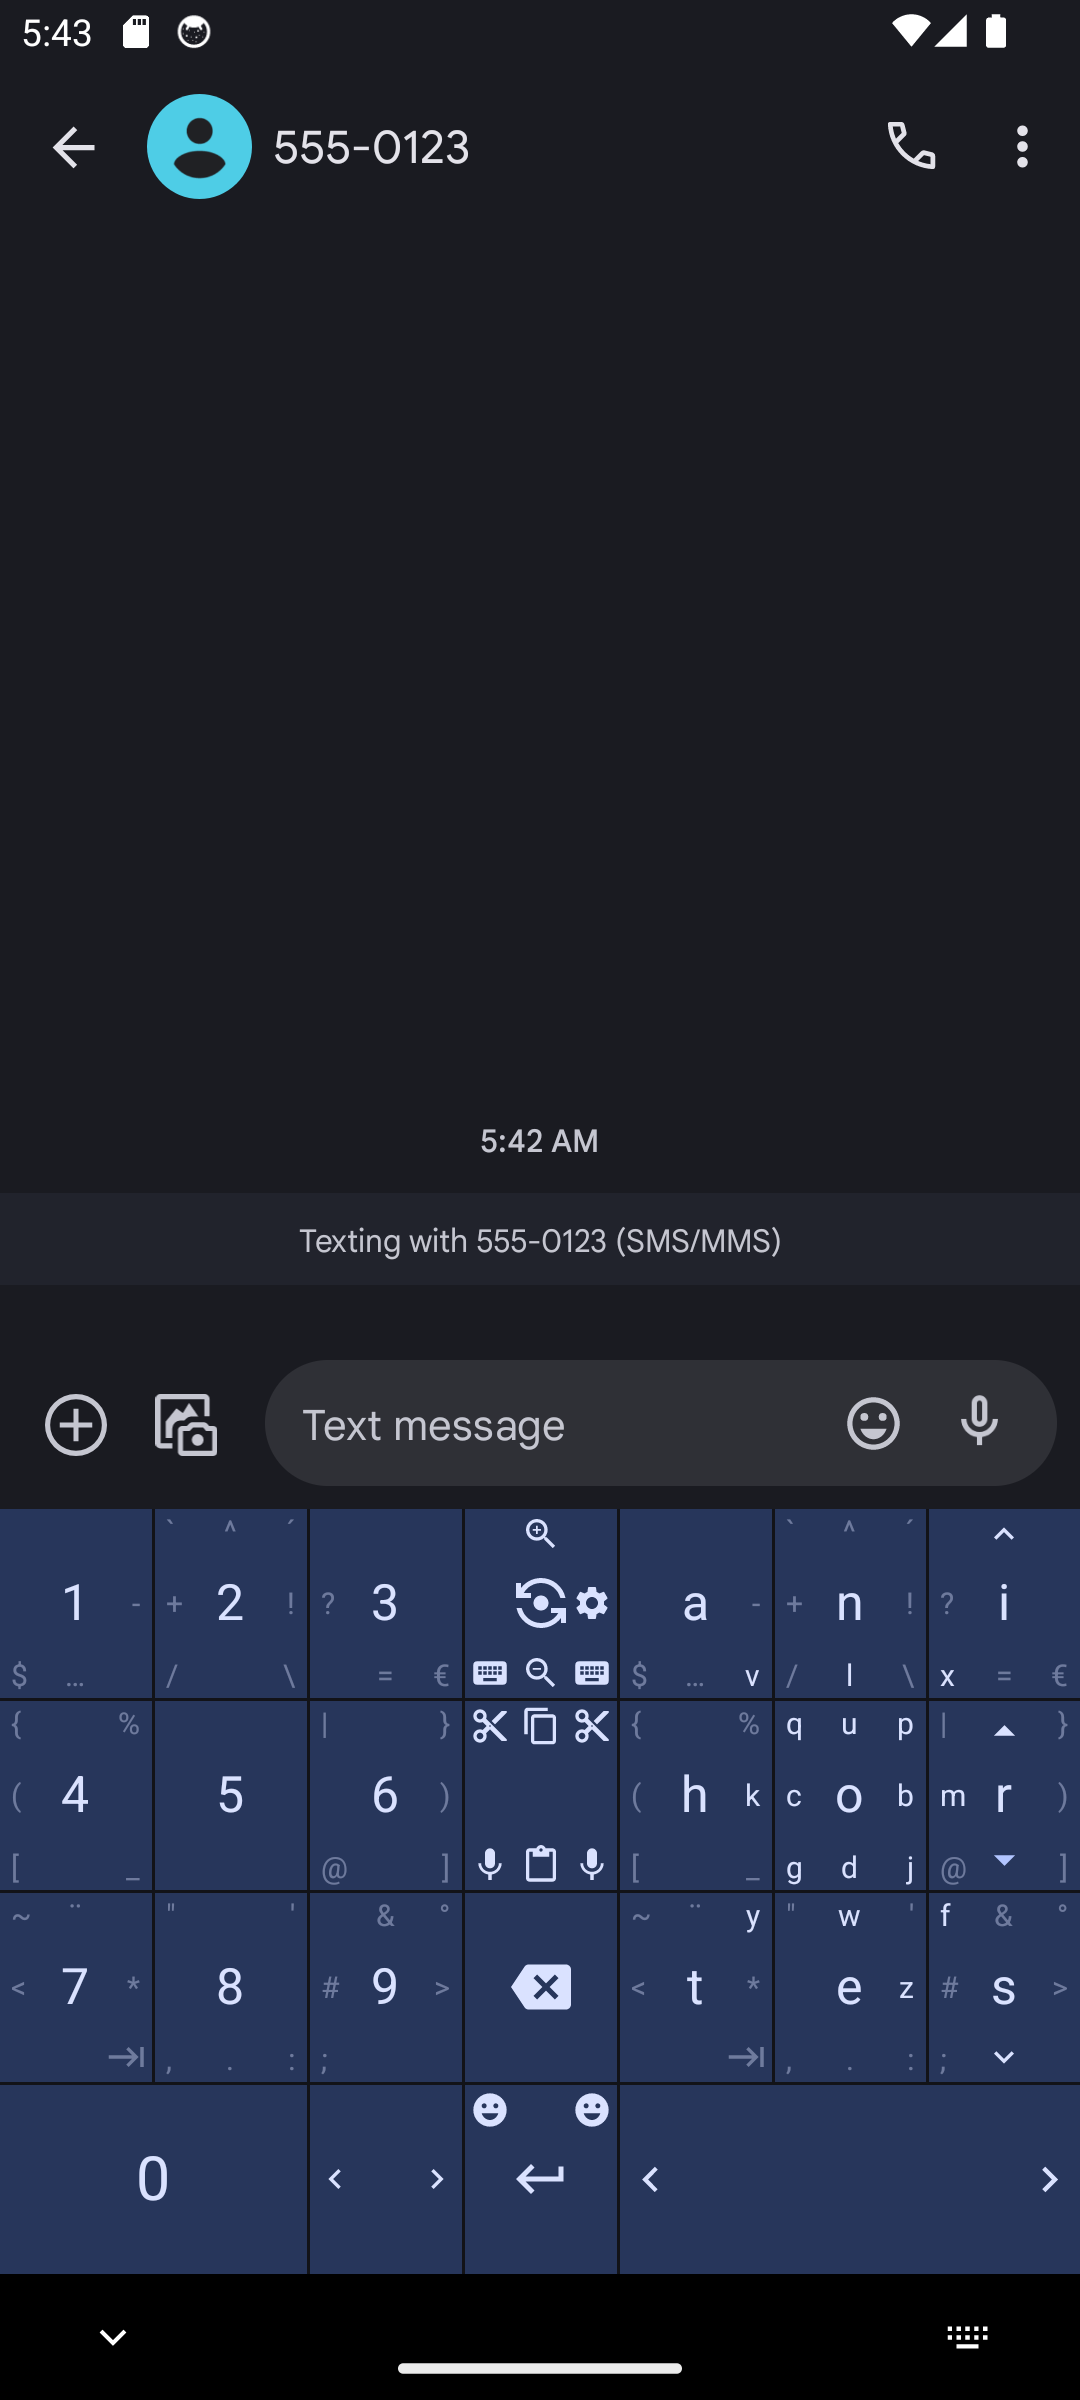 5:43
555-0123
5:42 AM
Texting with 555-0123 (SMS/MMS)
Text message
` ^ ´ ` ^ ´
1 - + 2 ! ? 3 a - + n ! ? i
$ … / \ = € $ … v / l \ x = €
{ % | } { % q u p | }
( 4 5 6 ) ( h k c o b m r )
[ _ @ ] [ _ g d j @ ]
~ ¨ " ' & ° ~ ¨ y " w ' f & °
< 7 * 8 # 9 > < t * e z # s >
, . : ; , . : ;
0 < > < >